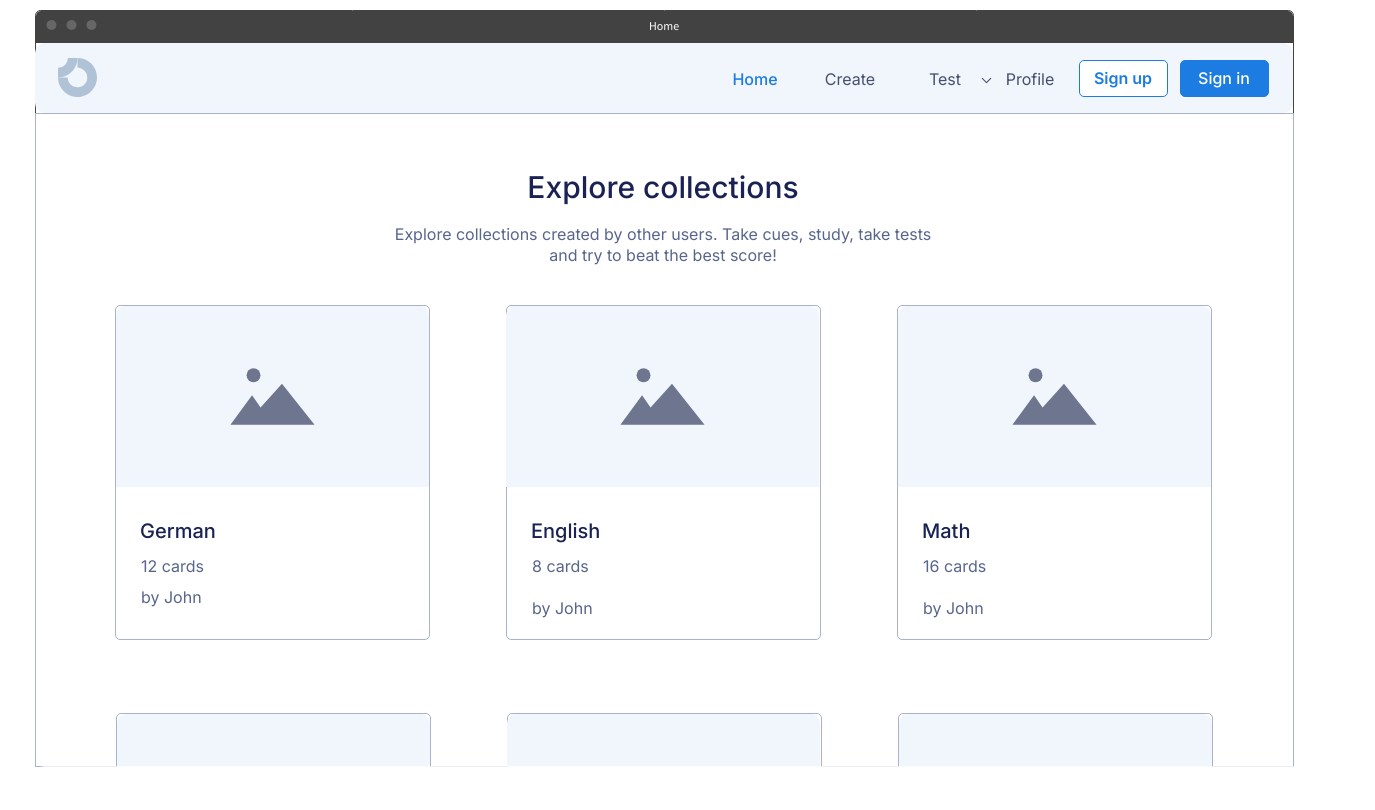 Home
Home Create Test Profile Sign up Sign in
Explore collections
Explore collections created by other users. Take cues, study, take tests
and try to beat the best score!
German
12 cards
by John
English
8 cards
by John
Math
16 cards
by John